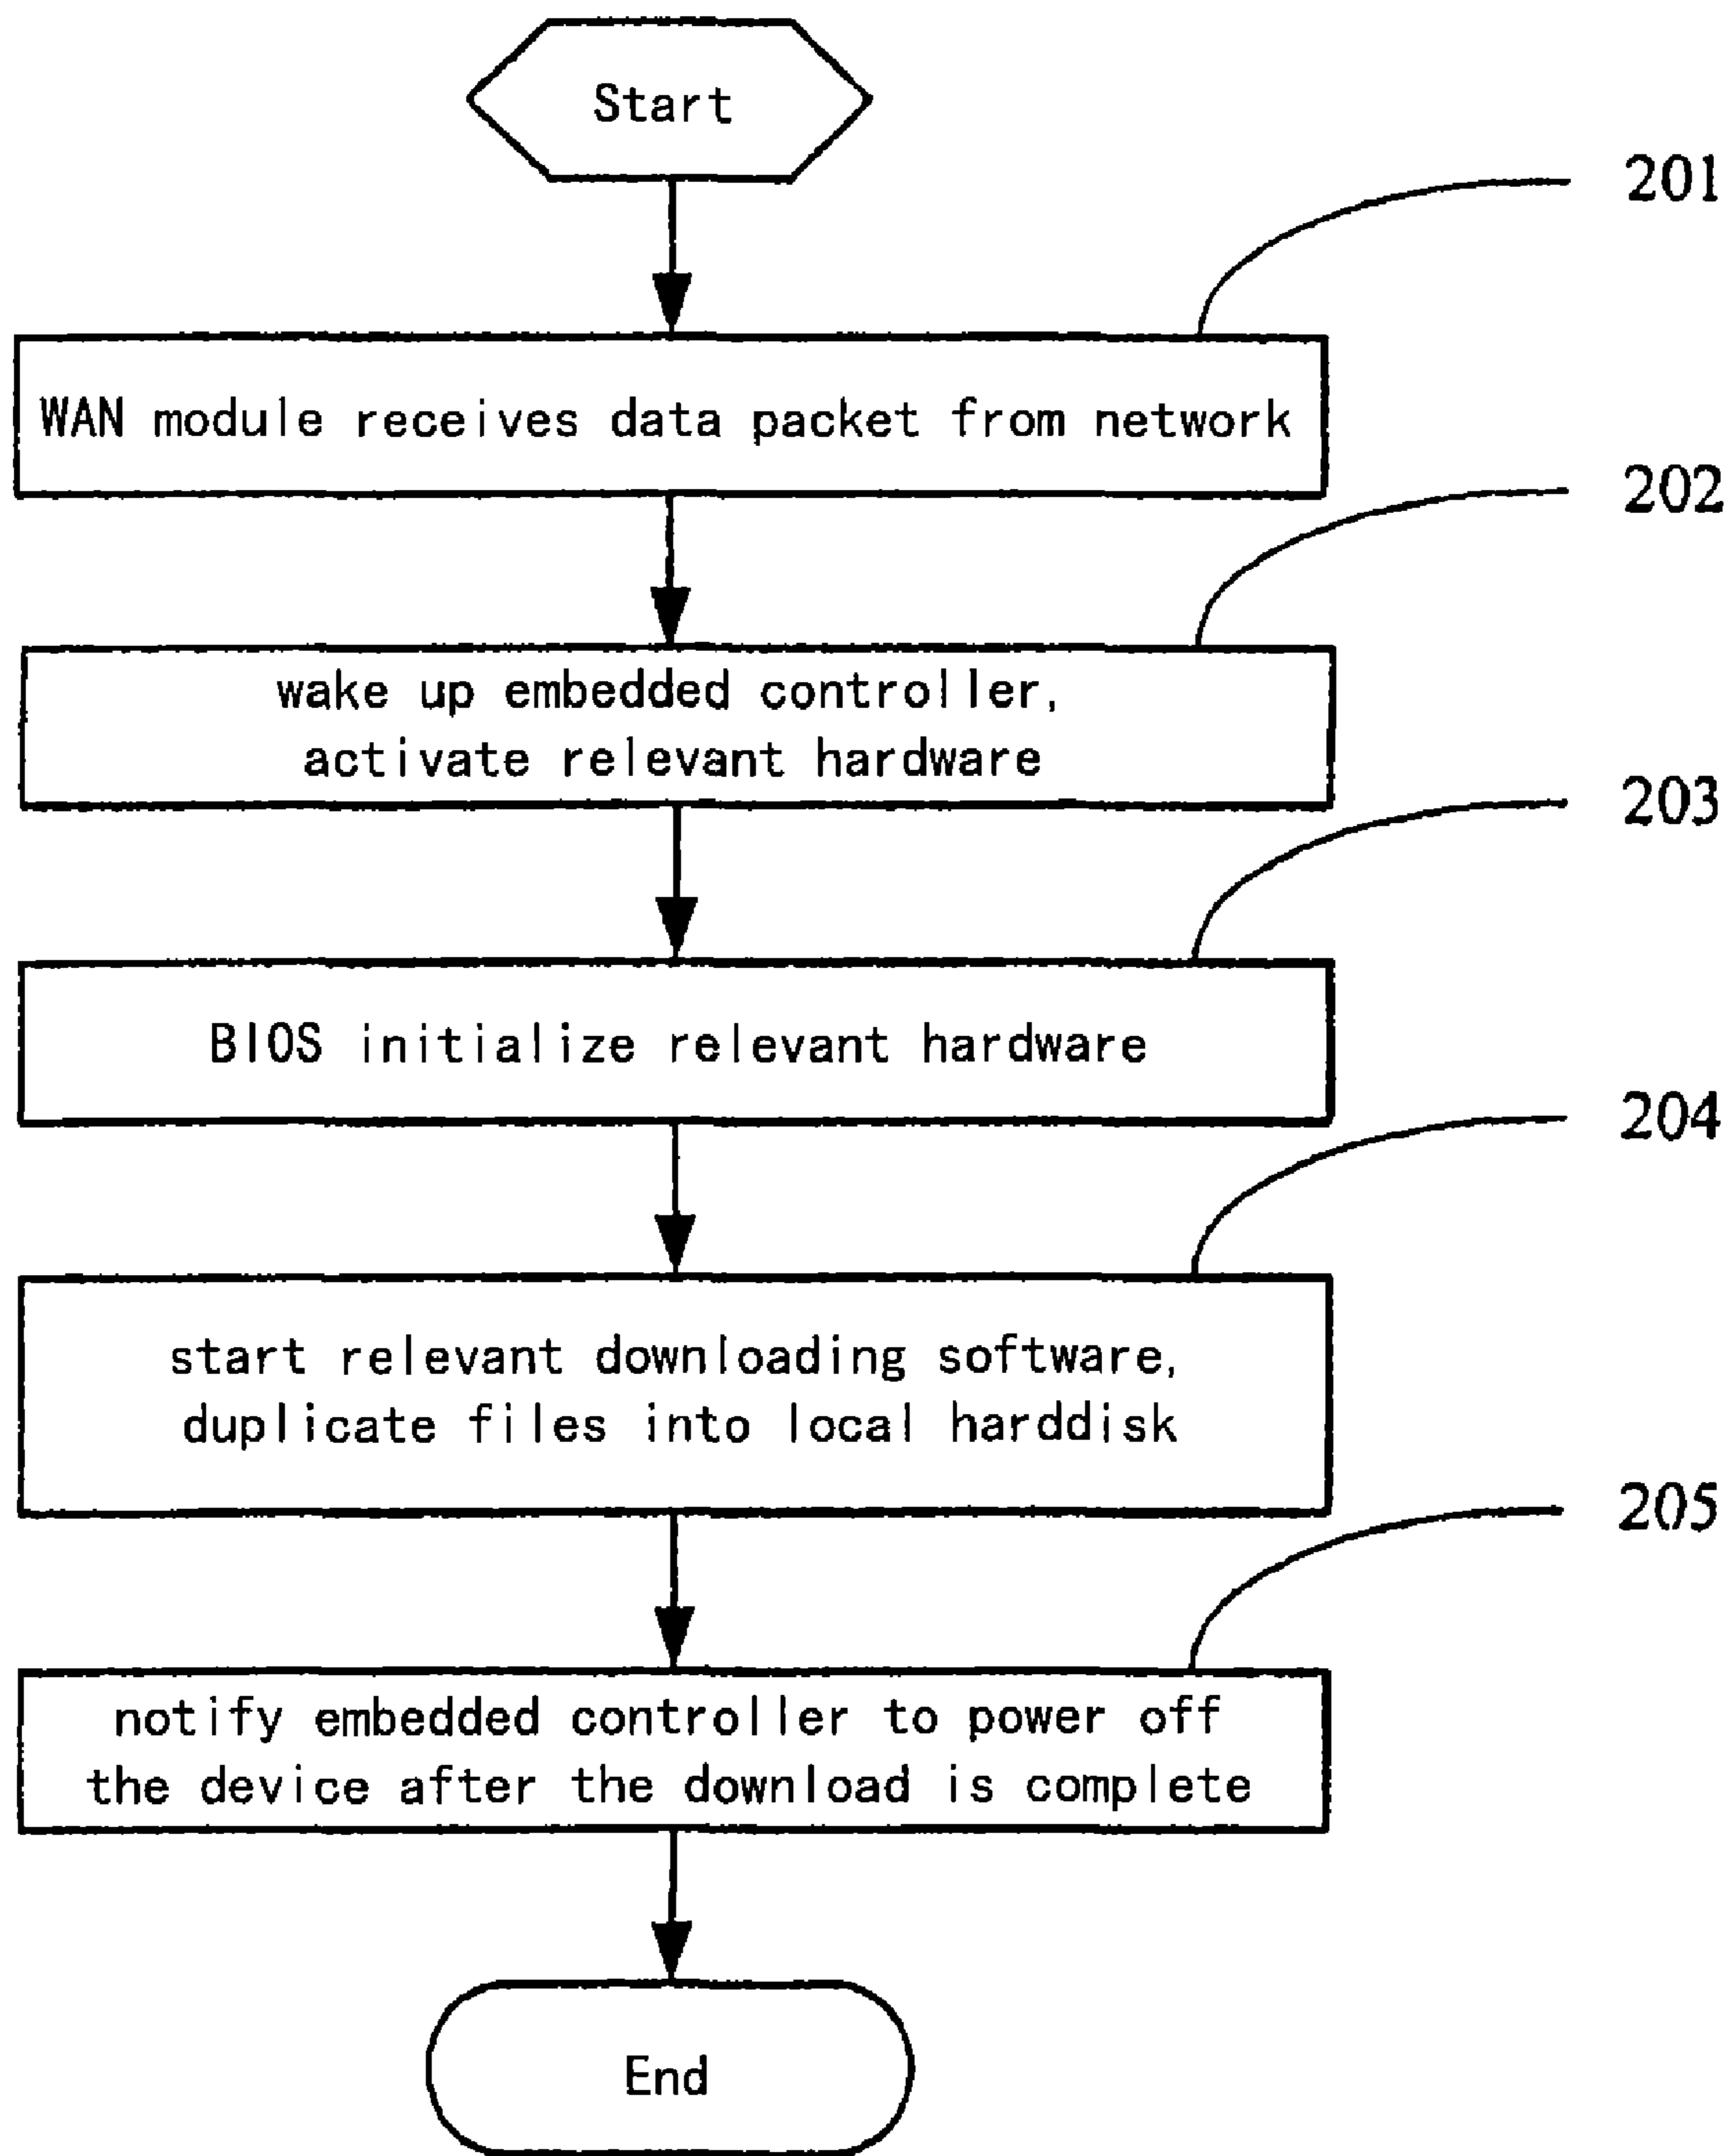 Start
201
WAN module receives data packet from network
202
wake up embedded controller,
activate relevant hardware
203
BIOS initialize relevant hardware
204
start relevant downloading software,
duplicate files into local harddisk
205
notify embedded controller to power off
the device after the download is complete
End